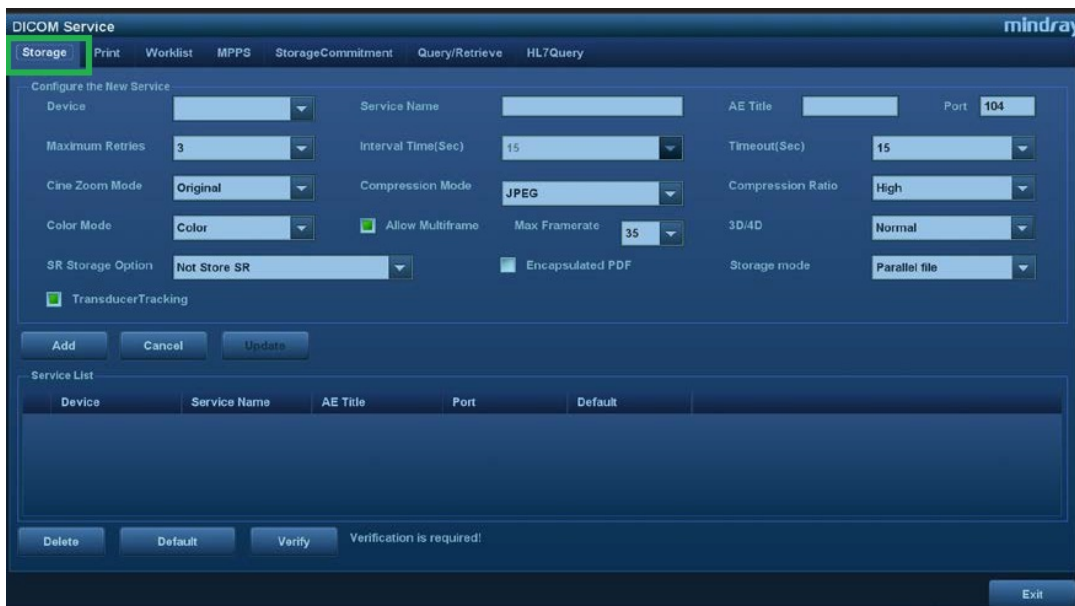 DICOM Service mindray
Storage Print Worklist MPPS StorageCommitment Query/Retrieve HL7Query
Configure the New Service
Device Service Name AE Title Port 104
Maximum Retries 3 Interval Time(Sec) 15 Timeout(Sec) 15
Cine Zoom Mode Original Compression Mode JPEG Compression Ratio High
Color Mode Color Allow Multiframe Max Framerate 35 3D/4D Normal
SR Storage Option Not Store SR Encapsulated PDF Storage mode Parallel file
TransducerTracking
Add Cancel Update
Service List
Device Service Name AE Title Port Default
Delete Default Verify Verification is required!
Exit